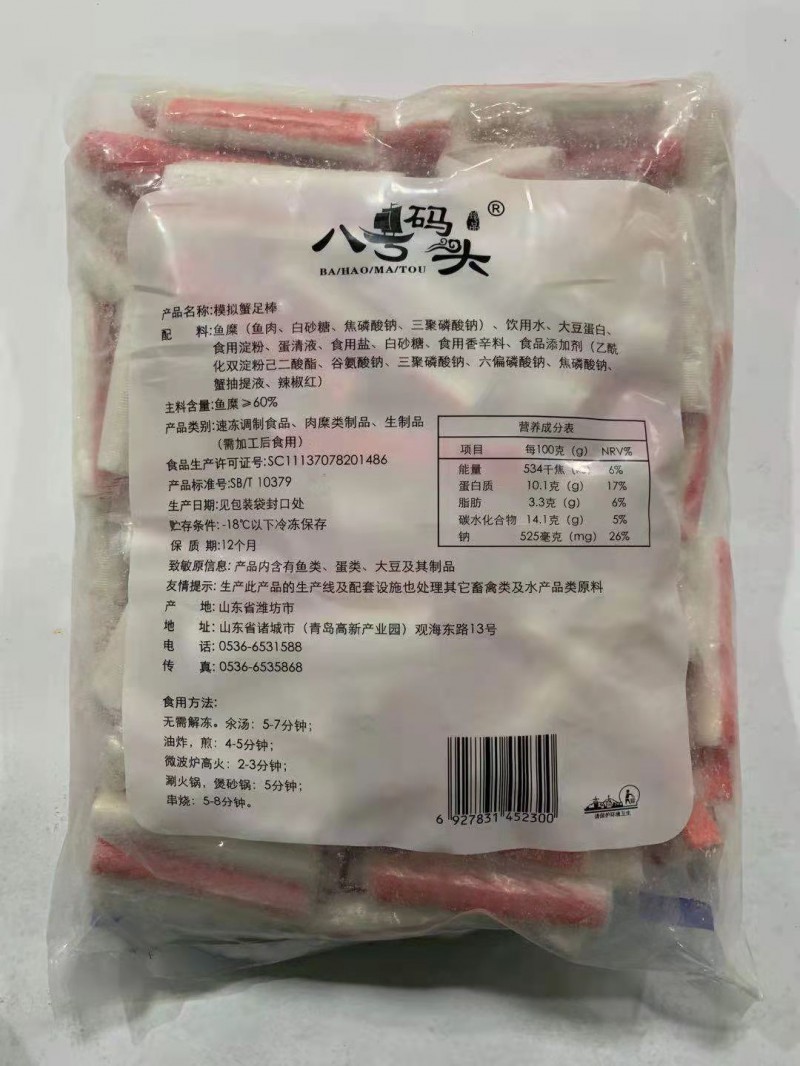 八号码头
®
BA/HAO/MA/TOU
产品名称:模拟蟹足棒
配 料:鱼糜（鱼肉、白砂糖、焦磷酸钠、三聚磷酸钠）、饮用水、大豆蛋白、
食用淀粉、蛋清液、食用盐、白砂糖、食用香辛料、食品添加剂（乙酰
化双淀粉己二酸酯、谷氨酸钠、三聚磷酸钠、六偏磷酸钠、焦磷酸钠、
蟹抽提液、辣椒红）
主料含量:鱼糜≥60%
产品类别:速冻调制食品、肉糜类制品、生制品
（需加工后食用）
食品生产许可证号:SC11137078201486
产品标准号:SB/T 10379
生产日期:见包装袋封口处
贮存条件:-18℃以下冷冻保存
保 质 期:12个月
营养成分表
项目 每100克（g） NRV%
能量 534千焦 6%
蛋白质 10.1克（g） 17%
脂肪 3.3克（g） 6%
碳水化合物 14.1克（g） 5%
钠 525毫克（mg） 26%
致敏原信息: 产品内含有鱼类、蛋类、大豆及其制品
友情提示: 生产此产品的生产线及配套设施也处理其它畜禽类及水产品类原料
产 地: 山东省潍坊市
地 址: 山东省诸城市（青岛高新产业园）观海东路13号
电 话: 0536-6531588
传 真: 0536-6535868
食用方法:
无需解冻。氽汤: 5-7分钟;
油炸，煎: 4-5分钟;
微波炉高火: 2-3分钟;
涮火锅，煲砂锅: 5分钟;
串烧: 5-8分钟。
6 927831 452300